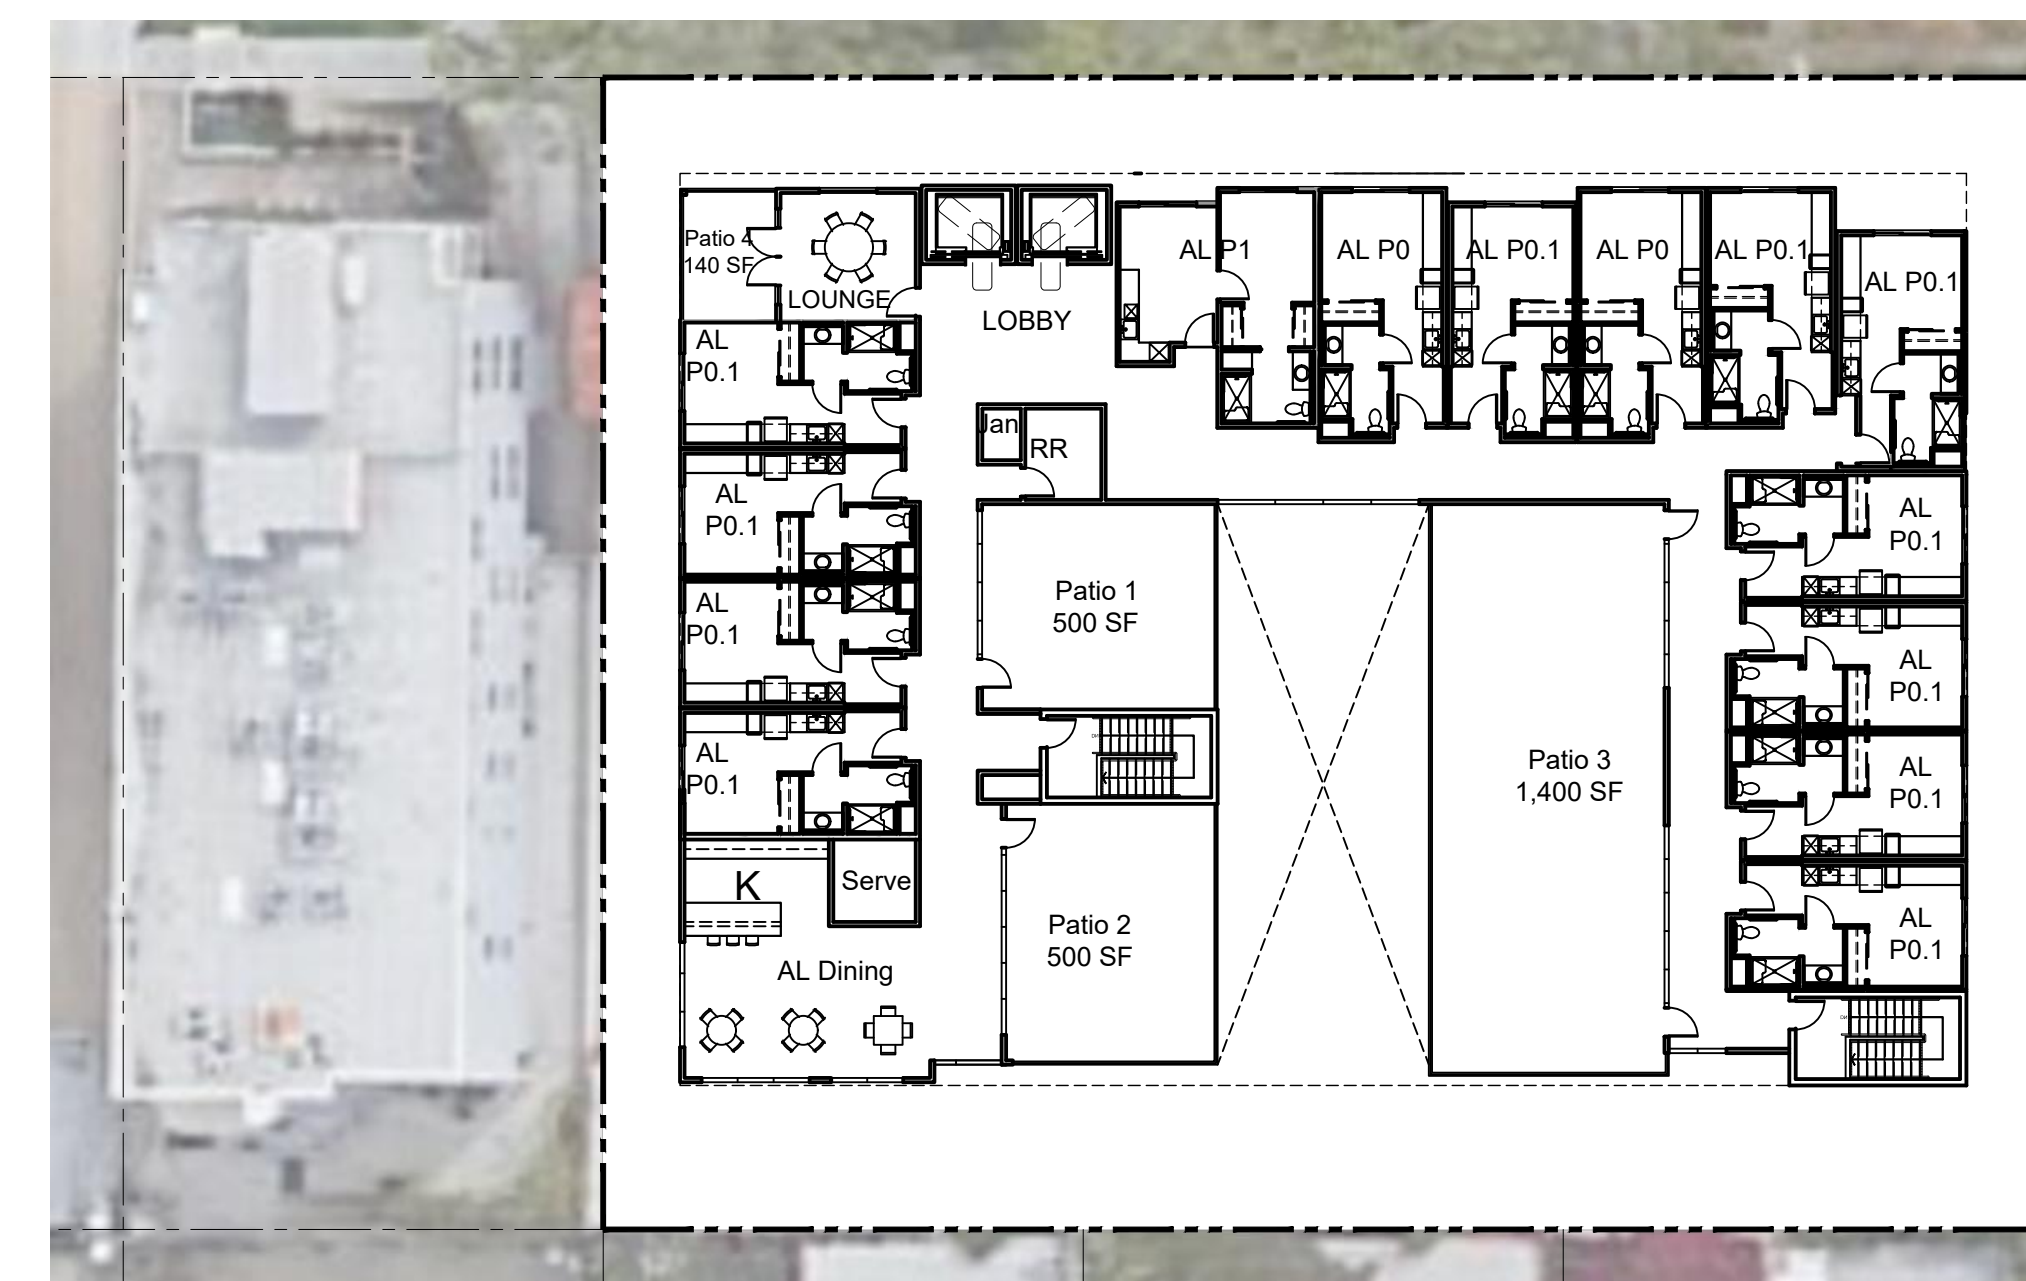 Patio 4
140 SF
LOUNGE
LOBBY
AL P1
AL P0
AL P0.1
AL P0
AL P0.1
AL P0.1
AL
P0.1
Jan
RR
AL
P0.1
AL
P0.1
AL
P0.1
Patio 1
500 SF
Patio 3
1,400 SF
AL
P0.1
AL
P0.1
AL
P0.1
AL
P0.1
K
Serve
Patio 2
500 SF
AL Dining
DN
DN